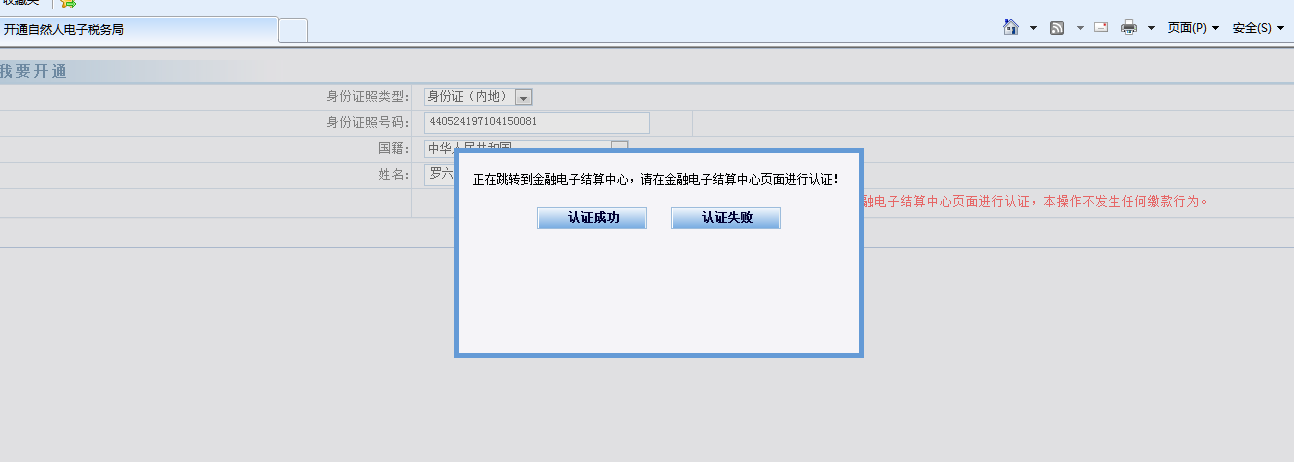 收藏夹
开通自然人电子税务局
页面(P)
安全(S)
我要开通
身份证照类型:
身份证(内地)
身份证照号码:
440524197104150081
国籍:
中华人民共和国
姓名:
罗六
正在跳转到金融电子结算中心,请在金融电子结算中心页面进行认证!
认证成功
认证失败
融电子结算中心页面进行认证,本操作不发生任何缴款行为。